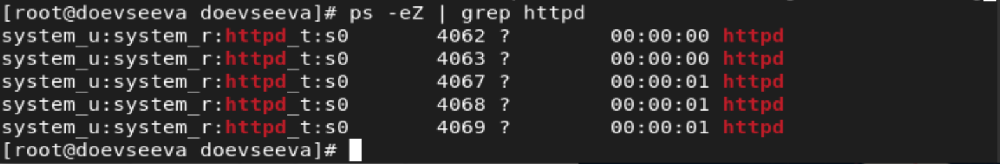 [root@doevseeva doevseeva]# ps -eZ | grep httpd
system_u:system_r:httpd_t:s0       4062 ?        00:00:00 httpd
system_u:system_r:httpd_t:s0       4063 ?        00:00:00 httpd
system_u:system_r:httpd_t:s0       4067 ?        00:00:01 httpd
system_u:system_r:httpd_t:s0       4068 ?        00:00:01 httpd
system_u:system_r:httpd_t:s0       4069 ?        00:00:01 httpd
[root@doevseeva doevseeva]#